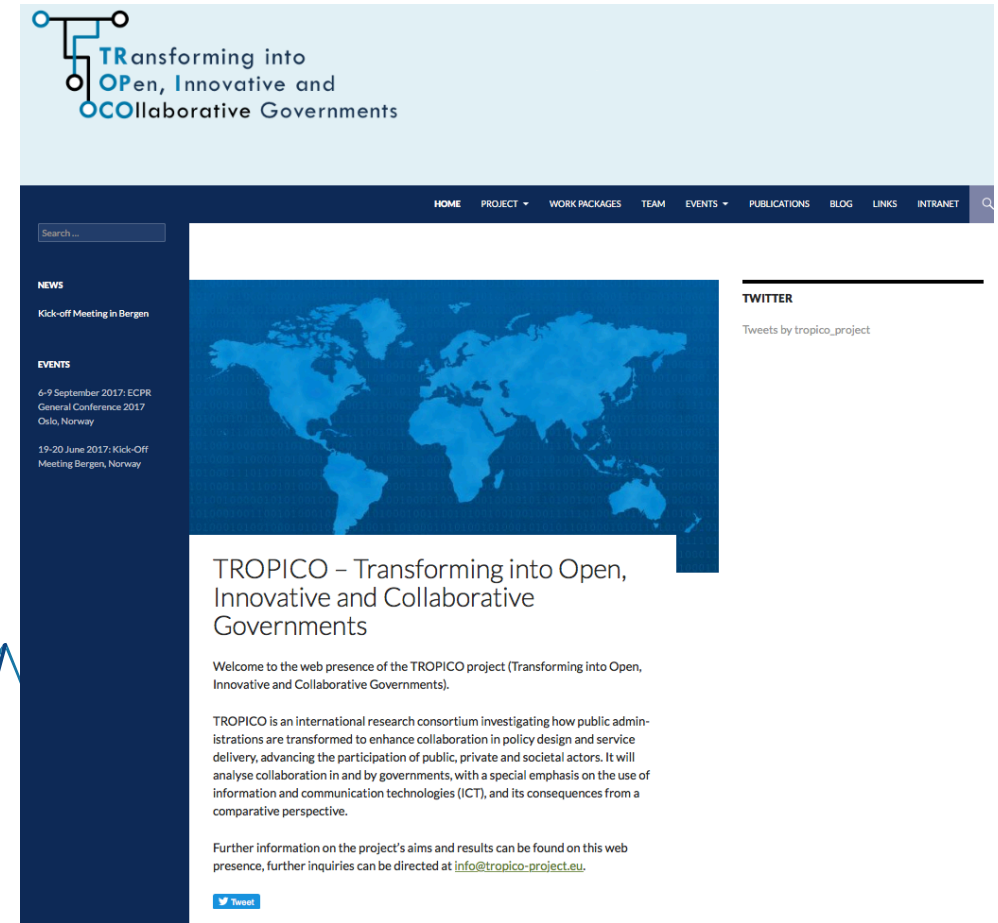 TRansforming into
OPen, Innovative and
COllaborative Governments
HOME PROJECT WORK PACKAGES TEAM EVENTS PUBLICATIONS BLOG LINKS INTRANET
Search ...
NEWS
Kick-off Meeting in Bergen
EVENTS
6-9 September 2017: ECPR
General Conference 2017
Oslo, Norway
19-20 June 2017: Kick-Off
Meeting Bergen, Norway
TWITTER
Tweets by tropico_project
TROPICO – Transforming into Open,
Innovative and Collaborative
Governments
Welcome to the web presence of the TROPICO project (Transforming into Open,
Innovative and Collaborative Governments).
TROPICO is an international research consortium investigating how public admin-
istrations are transformed to enhance collaboration in policy design and service
delivery, advancing the participation of public, private and societal actors. It will
analyse collaboration in and by governments, with a special emphasis on the use of
information and communication technologies (ICT), and its consequences from a
comparative perspective.
Further information on the project's aims and results can be found on this web
presence, further inquiries can be directed at info@tropico-project.eu.
Tweet